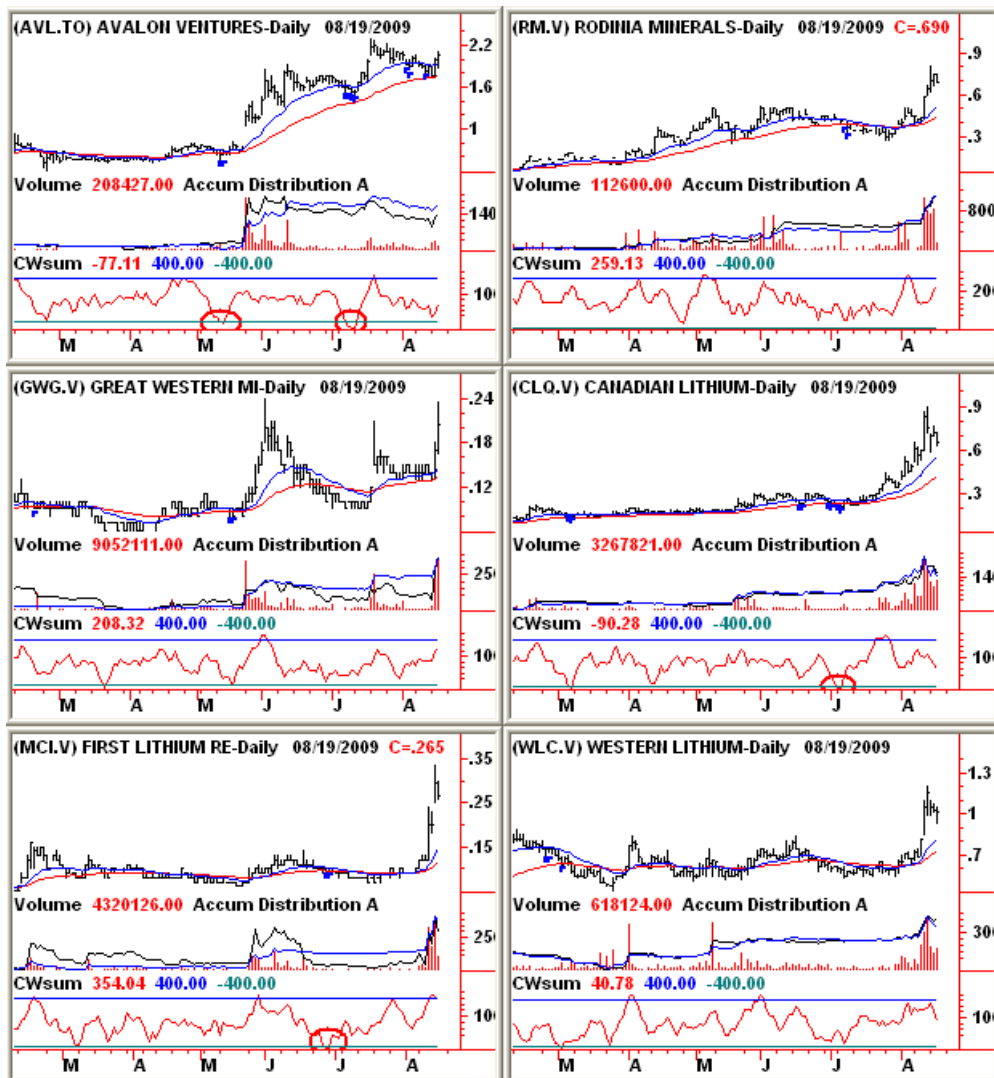 (AVL.TO) AVALON VENTURES-Daily 08/19/2009
2.2
1.6
1
Volume 208427.00 Accum Distribution A
140
CWsum -77.11 400.00 -400.00
100
M A M J J A
(RM.V) RODINIA MINERALS-Daily 08/19/2009 C=.690
.9
.6
.3
Volume 112600.00 Accum Distribution A
800
CWsum 259.13 400.00 -400.00
200
M A M J J A
(GWG.V) GREAT WESTERN MI-Daily 08/19/2009
.24
.18
.12
Volume 9052111.00 Accum Distribution A
250
CWsum 208.32 400.00 -400.00
100
M A M J J A
(CLQ.V) CANADIAN LITHIUM-Daily 08/19/2009
.9
.6
.3
Volume 3267821.00 Accum Distribution A
140
CWsum -90.28 400.00 -400.00
100
M A M J J A
(MCI.V) FIRST LITHIUM RE-Daily 08/19/2009 C=.265
.35
.25
.15
Volume 4320126.00 Accum Distribution A
250
CWsum 354.04 400.00 -400.00
100
M A M J J A
(WLC.V) WESTERN LITHIUM-Daily 08/19/2009
1.3
1
.7
Volume 618124.00 Accum Distribution A
300
CWsum 40.78 400.00 -400.00
100
M A M J J A